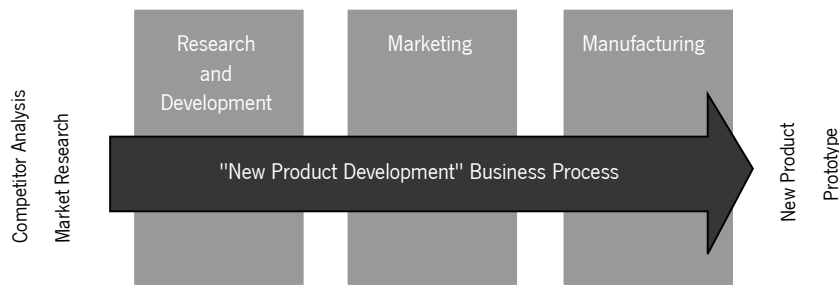 Competitor Analysis
Market Research
Research
and
Development
Marketing
Manufacturing
"New Product Development" Business Process
New Product
Prototype